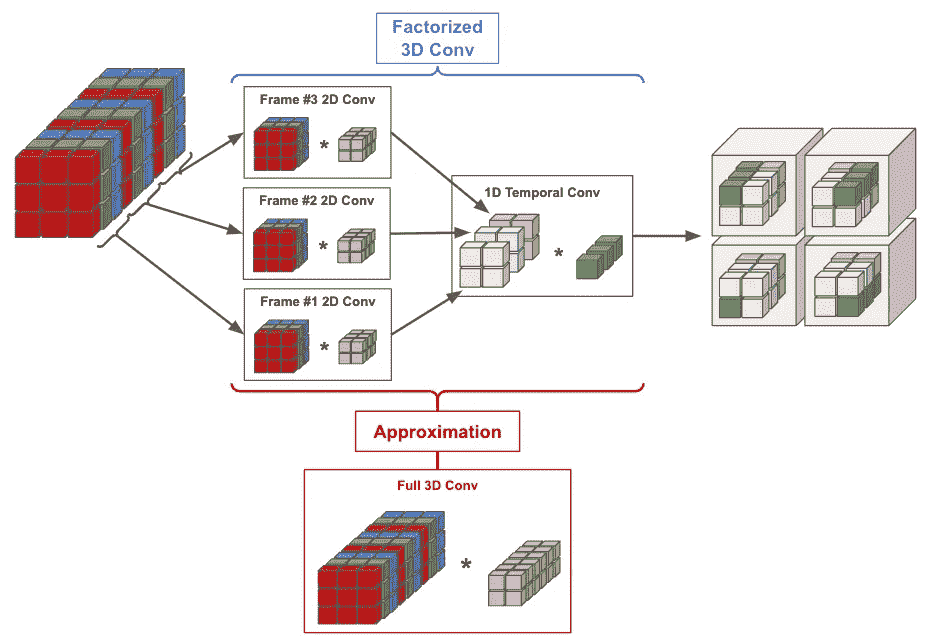 Factorized
3D Conv
Frame #3 2D Conv
*
Frame #2 2D Conv
*
Frame #1 2D Conv
*
1D Temporal Conv
*
Approximation
Full 3D Conv
*